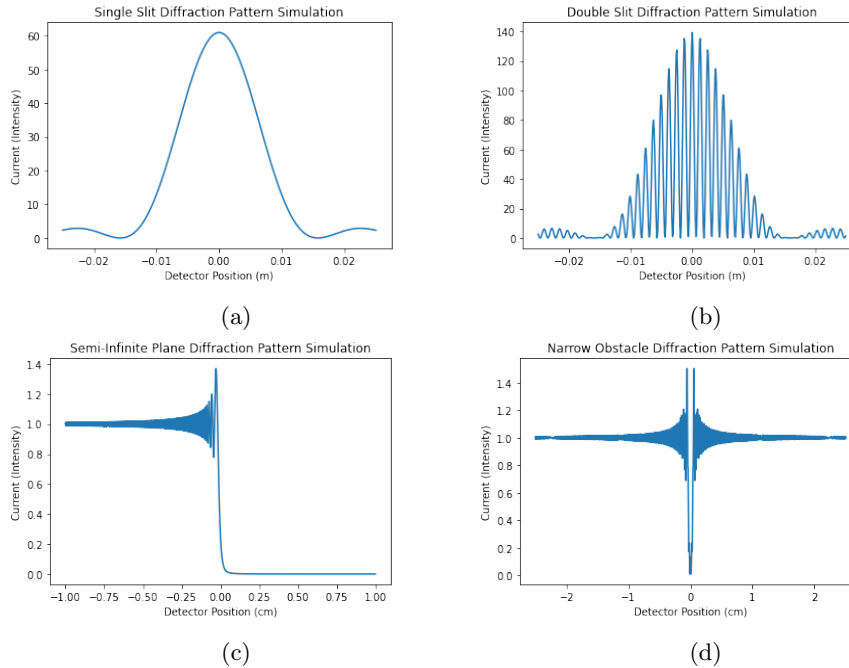 Single Slit Diffraction Pattern Simulation
60
50
40
30
20
10
0
Current (Intensity)
−0.02 −0.01 0.00 0.01 0.02
Detector Position (m)
(a)
Double Slit Diffraction Pattern Simulation
140
120
100
80
60
40
20
0
Current (Intensity)
−0.02 −0.01 0.00 0.01 0.02
Detector Position (m)
(b)
Semi-Infinite Plane Diffraction Pattern Simulation
1.4
1.2
1.0
0.8
0.6
0.4
0.2
0.0
Current (Intensity)
−1.00 −0.75 −0.50 −0.25 0.00 0.25 0.50 0.75 1.00
Detector Position (cm)
(c)
Narrow Obstacle Diffraction Pattern Simulation
1.4
1.2
1.0
0.8
0.6
0.4
0.2
0.0
Current (Intensity)
−2 −1 0 1 2
Detector Position (cm)
(d)